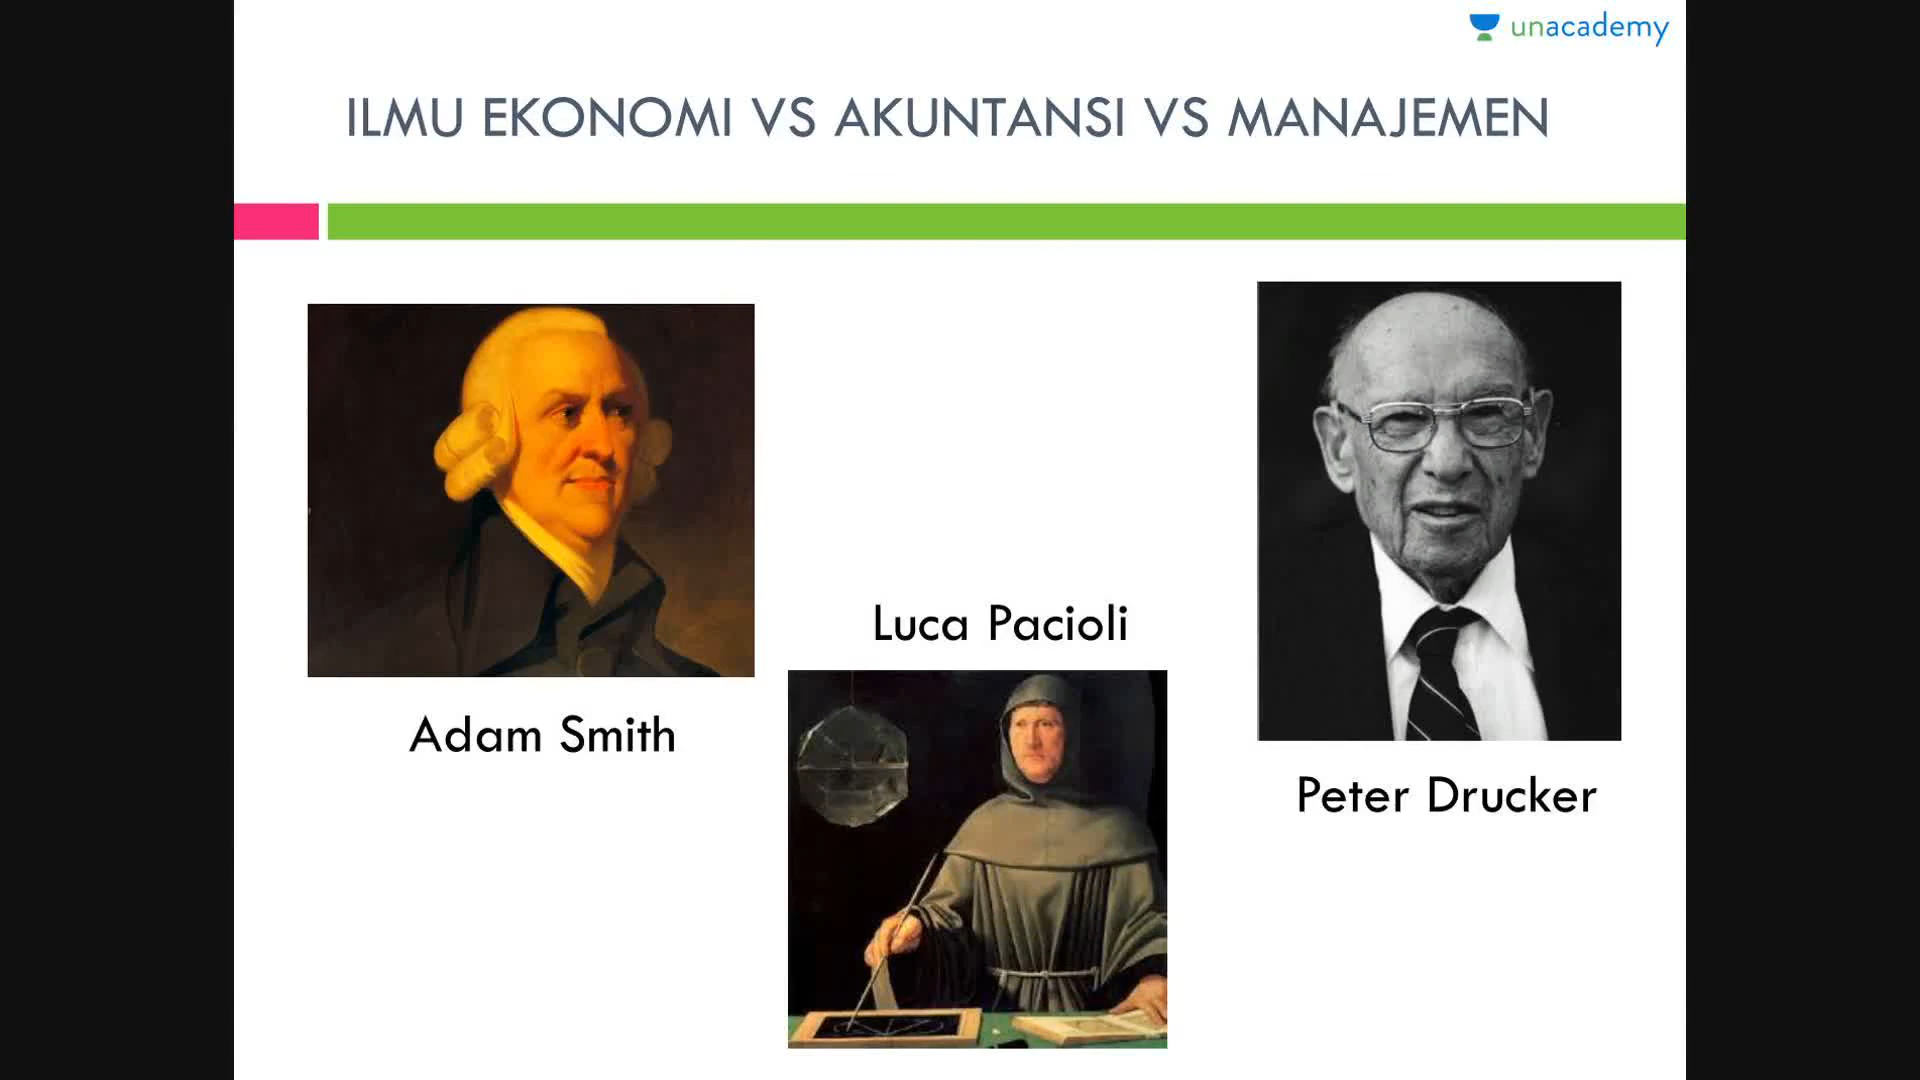 unacademy
ILMU EKONOMI VS AKUNTANSI VS MANAJEMEN
Luca Pacioli
Adam Smith
Peter Drucker